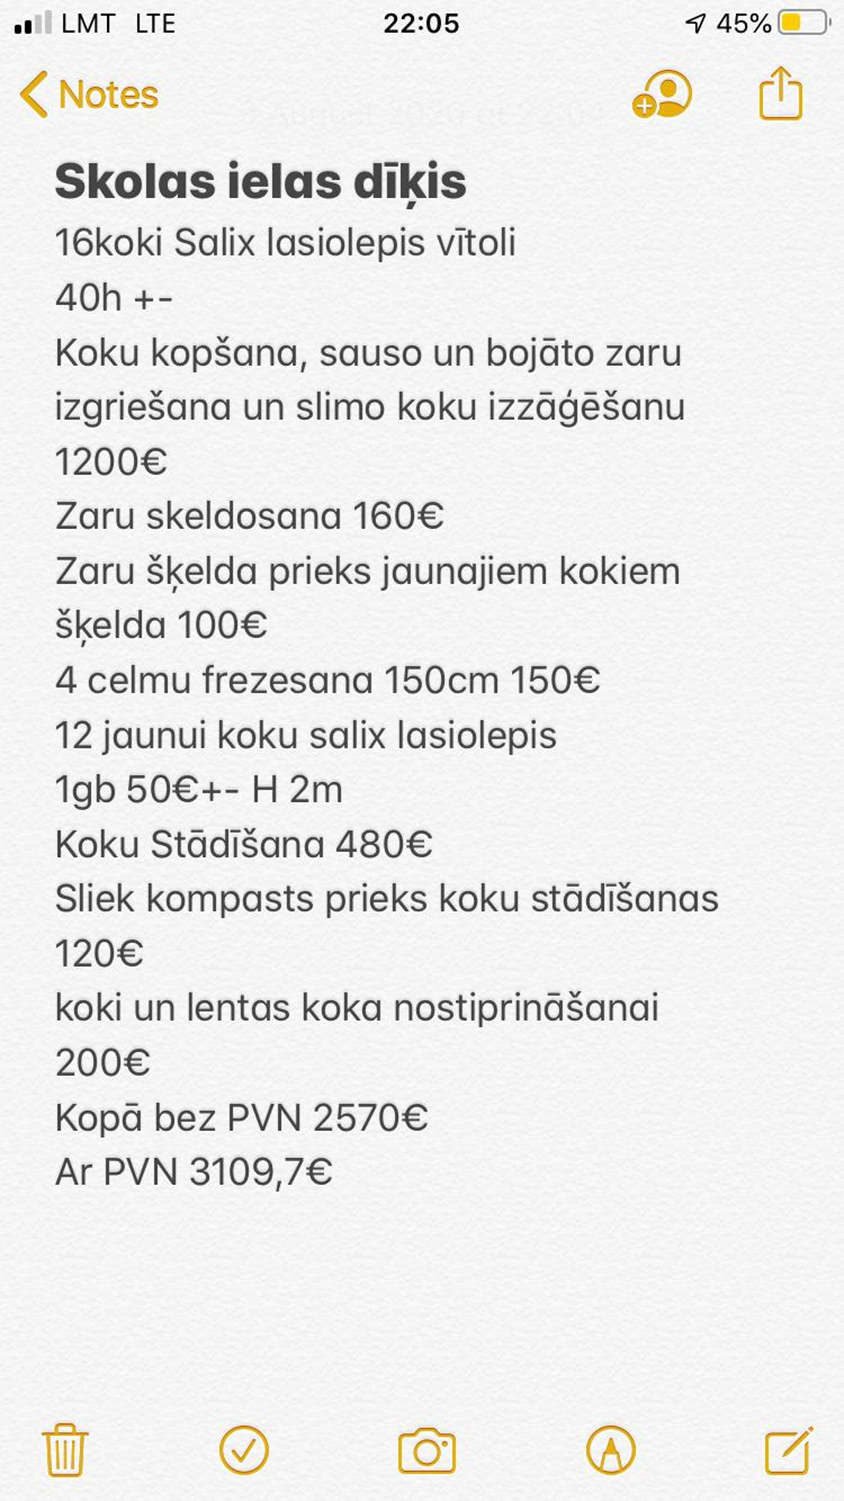 LMT LTE 22:05 45%
Notes
Skolas ielas dīķis
16koki Salix lasiolepis vītoli
40h +-
Koku kopšana, sauso un bojāto zaru
izgriešana un slimo koku izzāģēšanu
1200€
Zaru skeldosana 160€
Zaru šķelda prieks jaunajiem kokiem
šķelda 100€
4 celmu frezesana 150cm 150€
12 jaunui koku salix lasiolepis
1gb 50€+- H 2m
Koku Stādīšana 480€
Sliek kompasts prieks koku stādīšanas
120€
koki un lentas koka nostiprināšanai
200€
Kopā bez PVN 2570€
Ar PVN 3109,7€